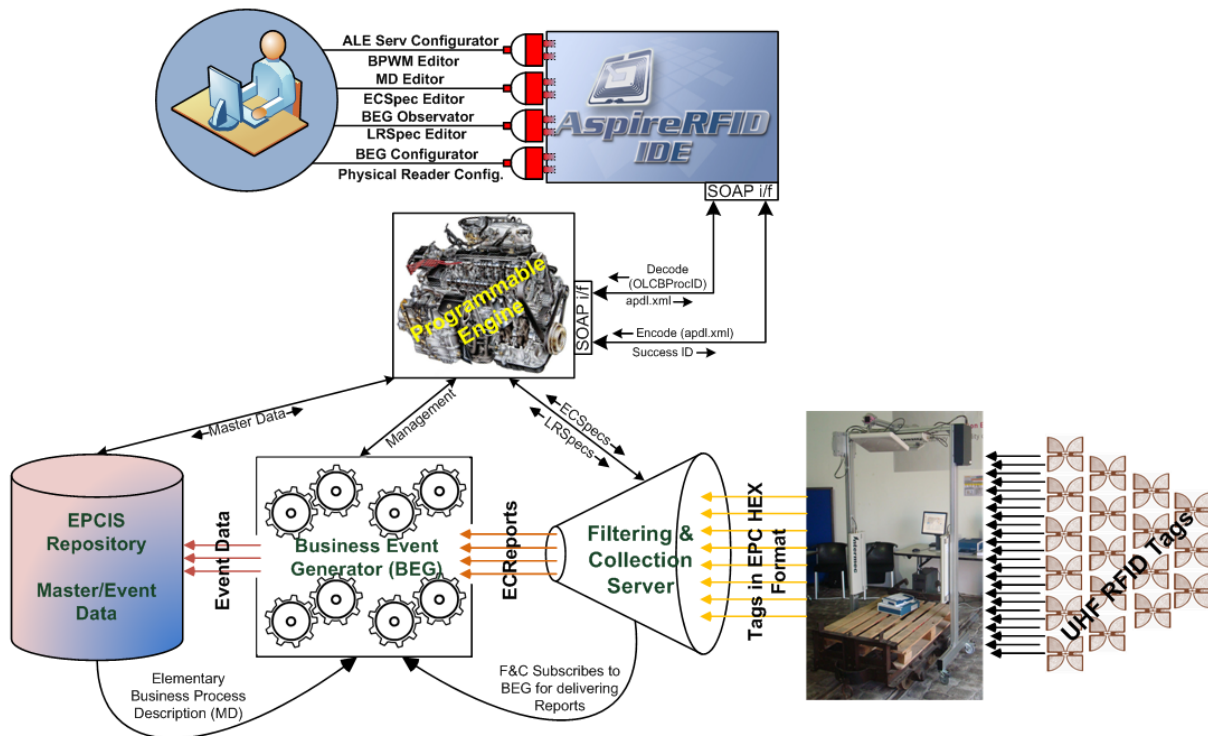 ALE Serv Configurator
BPWM Editor
MD Editor
ECSpec Editor
BEG Observator
LRSpec Editor
BEG Configurator
Physical Reader Config.
AspireRFID
IDE
SOAP i/f
Programmable
Engine
SOAP i/f
Decode
(OLCBProcID)
apdl.xml
Encode (apdl.xml)
Success ID
Master Data
Management
ECSpecs
LRSpecs
EPCIS
Repository
Master/Event
Data
Event Data
Business Event
Generator (BEG)
ECReports
Filtering &
Collection
Server
Tags in EPC HEX
Format
UHF RFID Tags
Elementary
Business Process
Description (MD)
F&C Subscribes to
BEG for delivering
Reports